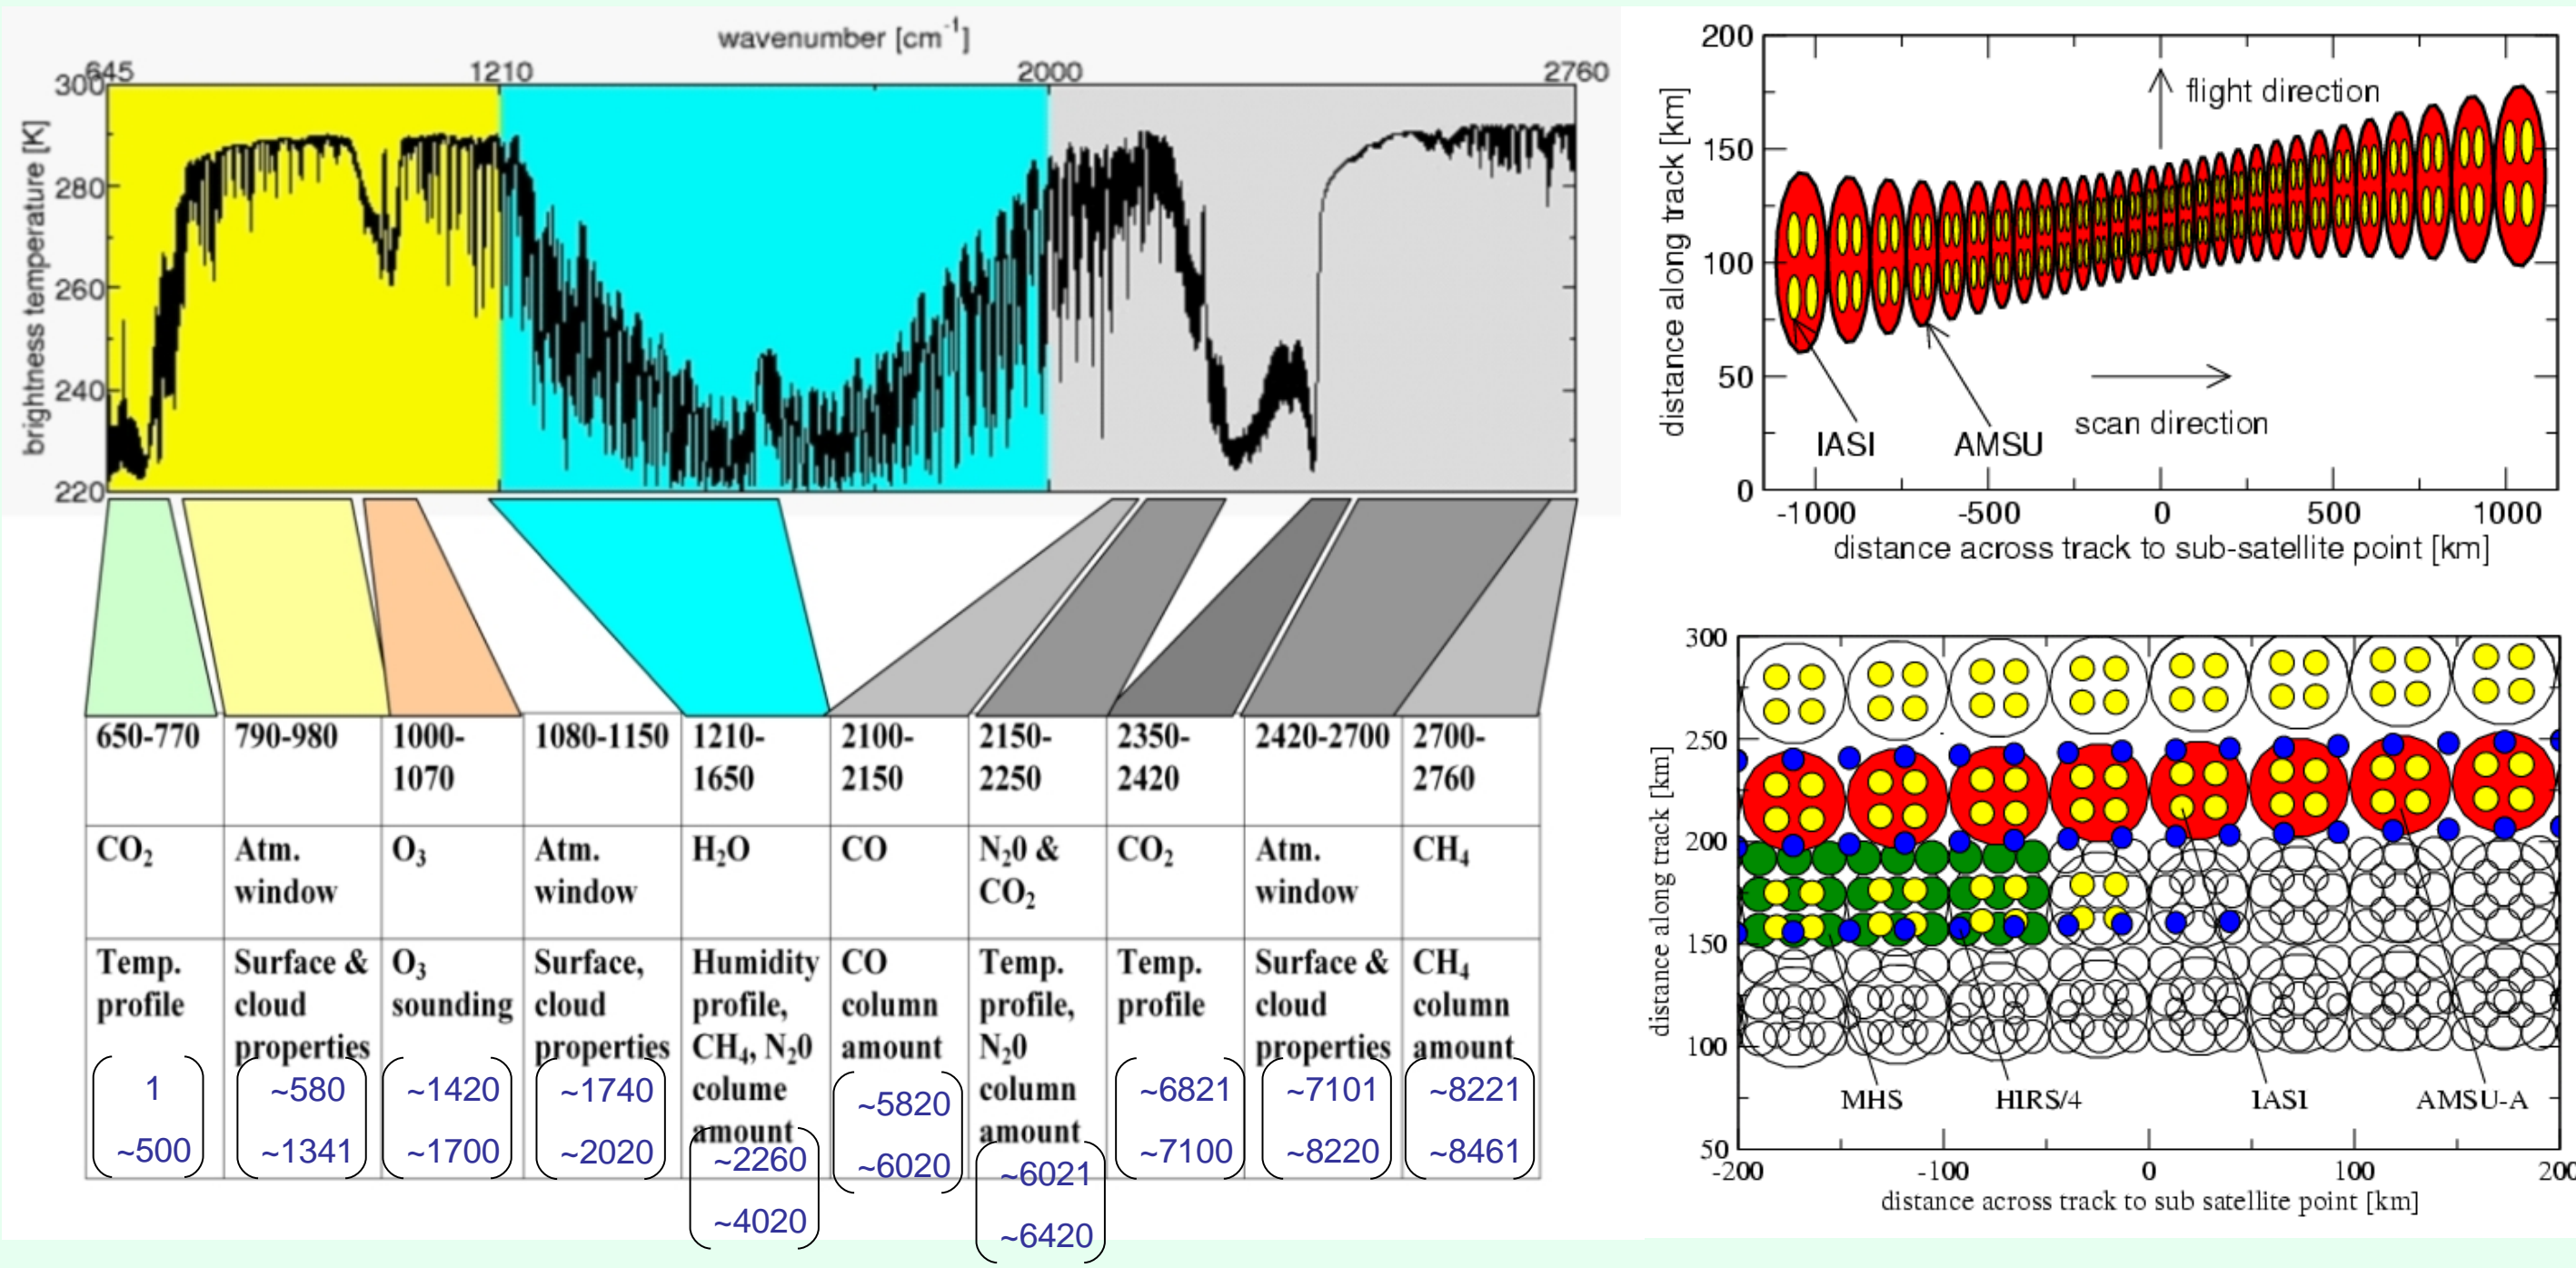 wavenumber [cm⁻¹]
645 1210 2000 2760
brightness temperature [K]
300
280
260
240
220
650-770
790-980
1000-
1070
1080-1150
1210-
1650
2100-
2150
2150-
2250
2350-
2420
2420-2700
2700-
2760
CO₂
Atm.
window
O₃
Atm.
window
H₂O
CO
N₂0 &
CO₂
CO₂
Atm.
window
CH₄
Temp.
profile
1
~500
Surface &
cloud
properties
~580
~1341
O₃
sounding
~1420
~1700
Surface,
cloud
properties
~1740
~2020
Humidity
profile,
CH₄, N₂0
colume
amount
~2260
~4020
CO
column
amount
~5820
~6020
Temp.
profile,
N₂0
column
amount
~6021
~6420
Temp.
profile
~6821
~7100
Surface &
cloud
properties
~7101
~8220
CH₄
column
amount
~8221
~8461
distance along track [km]
200
150
100
50
0
flight direction
scan direction
IASI
AMSU
-1000 -500 0 500 1000
distance across track to sub-satellite point [km]
distance along track [km]
300
250
200
150
100
50
MHS HIRS/4 IASI AMSU-A
-200 -100 0 100 200
distance across track to sub satellite point [km]